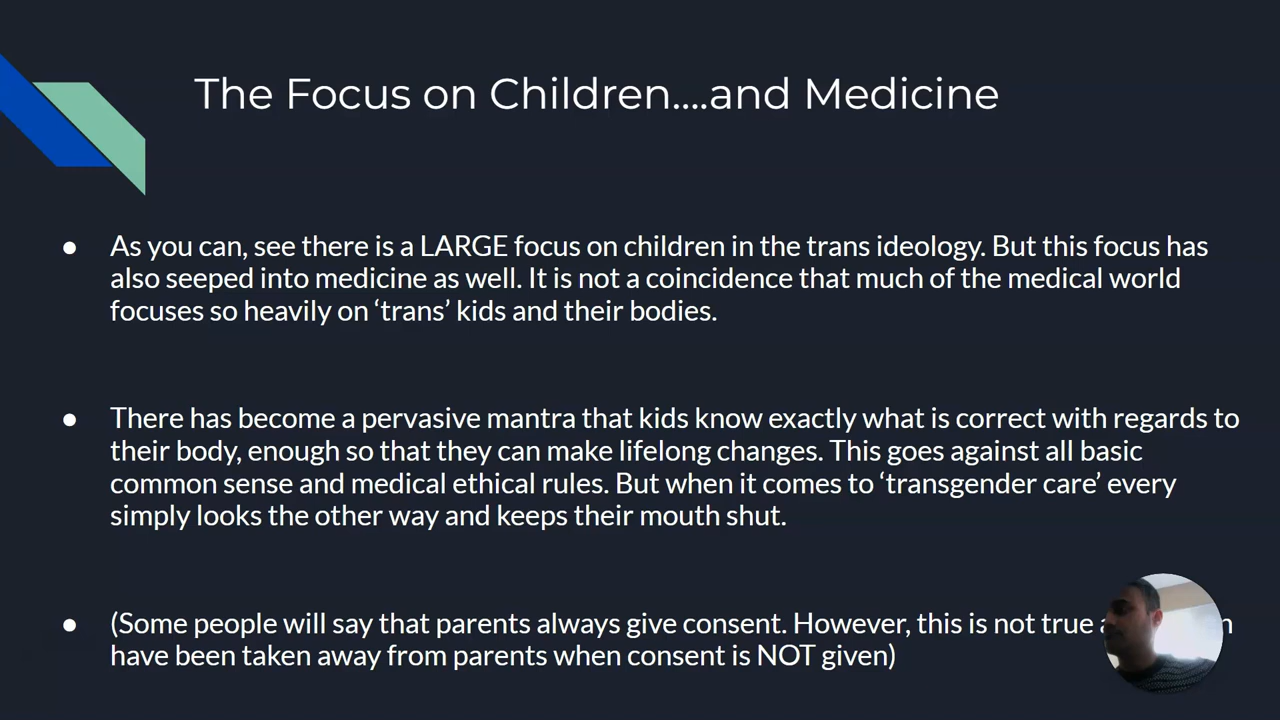 The Focus on Children....and Medicine
● As you can, see there is a LARGE focus on children in the trans ideology. But this focus has
also seeped into medicine as well. It is not a coincidence that much of the medical world
focuses so heavily on ‘trans’ kids and their bodies.
● There has become a pervasive mantra that kids know exactly what is correct with regards to
their body, enough so that they can make lifelong changes. This goes against all basic
common sense and medical ethical rules. But when it comes to ‘transgender care’ every
simply looks the other way and keeps their mouth shut.
● (Some people will say that parents always give consent. However, this is not true
have been taken away from parents when consent is NOT given)